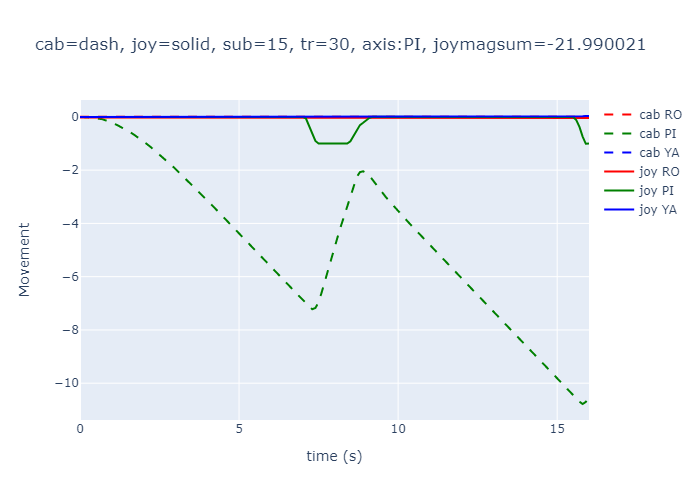 cab=dash, joy=solid, sub=15, tr=30, axis:PI, joymagsum=-21.990021
0
−2
−4
−6
−8
−10
Movement
0
5
10
15
time (s)
cab RO
cab PI
cab YA
joy RO
joy PI
joy YA